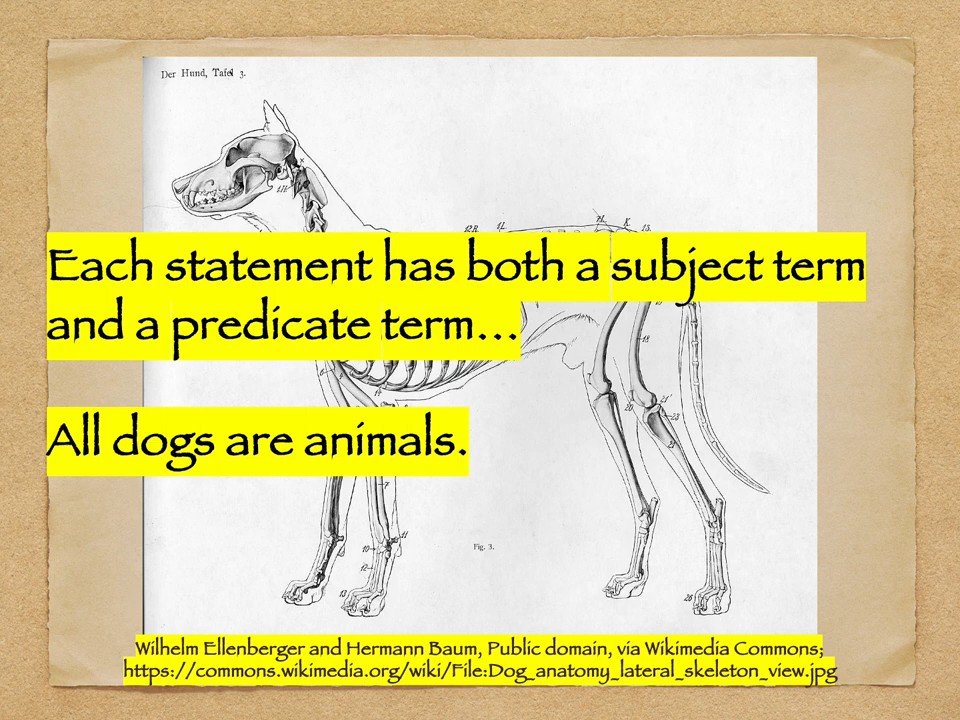 Der Hund, Tafel 3.
Each statement has both a subject term
and a predicate term...
All dogs are animals.
Fig. 3.
Wilhelm Ellenberger and Hermann Baum, Public domain, via Wikimedia Commons;
https://commons.wikimedia.org/wiki/File:Dog_anatomy_lateral_skeleton_view.jpg